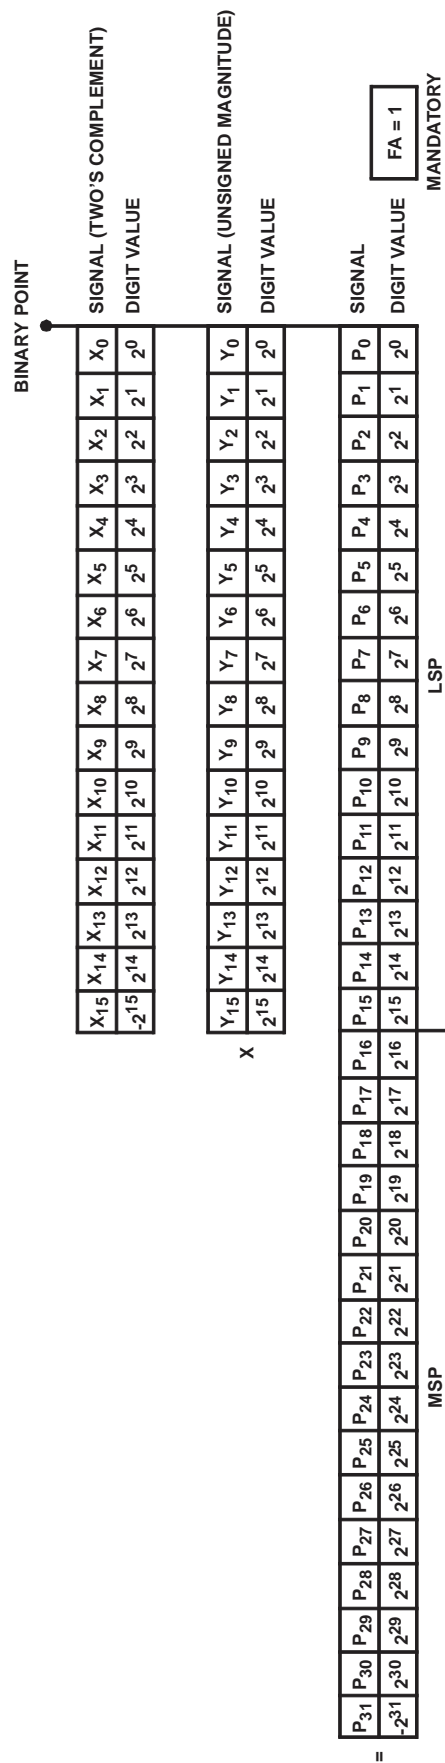 BINARY POINT
X15 X14 X13 X12 X11 X10 X9 X8 X7 X6 X5 X4 X3 X2 X1 X0 SIGNAL (TWO'S COMPLEMENT)
-2^15 2^14 2^13 2^12 2^11 2^10 2^9 2^8 2^7 2^6 2^5 2^4 2^3 2^2 2^1 2^0 DIGIT VALUE
Y15 Y14 Y13 Y12 Y11 Y10 Y9 Y8 Y7 Y6 Y5 Y4 Y3 Y2 Y1 Y0 SIGNAL (UNSIGNED MAGNITUDE)
X 2^15 2^14 2^13 2^12 2^11 2^10 2^9 2^8 2^7 2^6 2^5 2^4 2^3 2^2 2^1 2^0 DIGIT VALUE
P31 P30 P29 P28 P27 P26 P25 P24 P23 P22 P21 P20 P19 P18 P17 P16 P15 P14 P13 P12 P11 P10 P9 P8 P7 P6 P5 P4 P3 P2 P1 P0 SIGNAL
= -2^31 2^30 2^29 2^28 2^27 2^26 2^25 2^24 2^23 2^22 2^21 2^20 2^19 2^18 2^17 2^16 2^15 2^14 2^13 2^12 2^11 2^10 2^9 2^8 2^7 2^6 2^5 2^4 2^3 2^2 2^1 2^0 DIGIT VALUE
FA = 1
MSP LSP MANDATORY